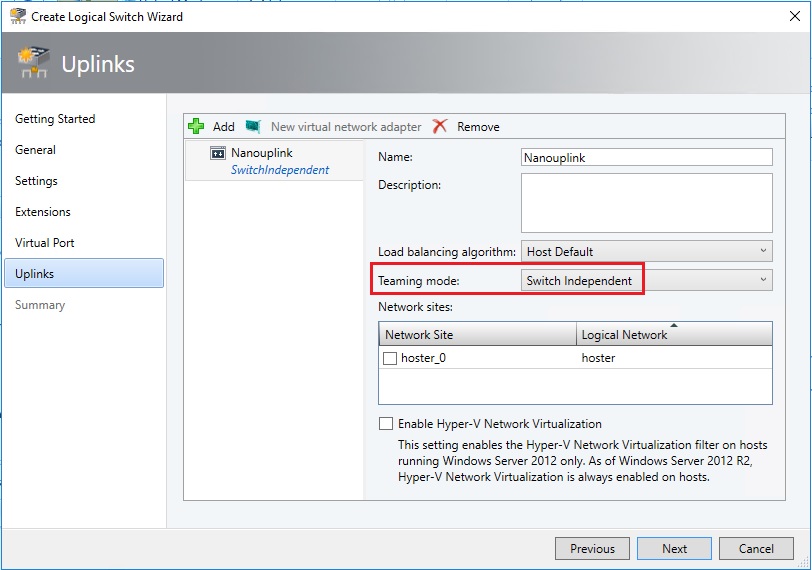 Create Logical Switch Wizard
Uplinks
Getting Started
General
Settings
Extensions
Virtual Port
Uplinks
Summary
Add New virtual network adapter Remove
Nanouplink
SwitchIndependent
Name: Nanouplink
Description:
Load balancing algorithm: Host Default
Teaming mode: Switch Independent
Network sites:
Network Site Logical Network
hoster_0 hoster
Enable Hyper-V Network Virtualization
This setting enables the Hyper-V Network Virtualization filter on hosts
running Windows Server 2012 only. As of Windows Server 2012 R2,
Hyper-V Network Virtualization is always enabled on hosts.
Previous Next Cancel